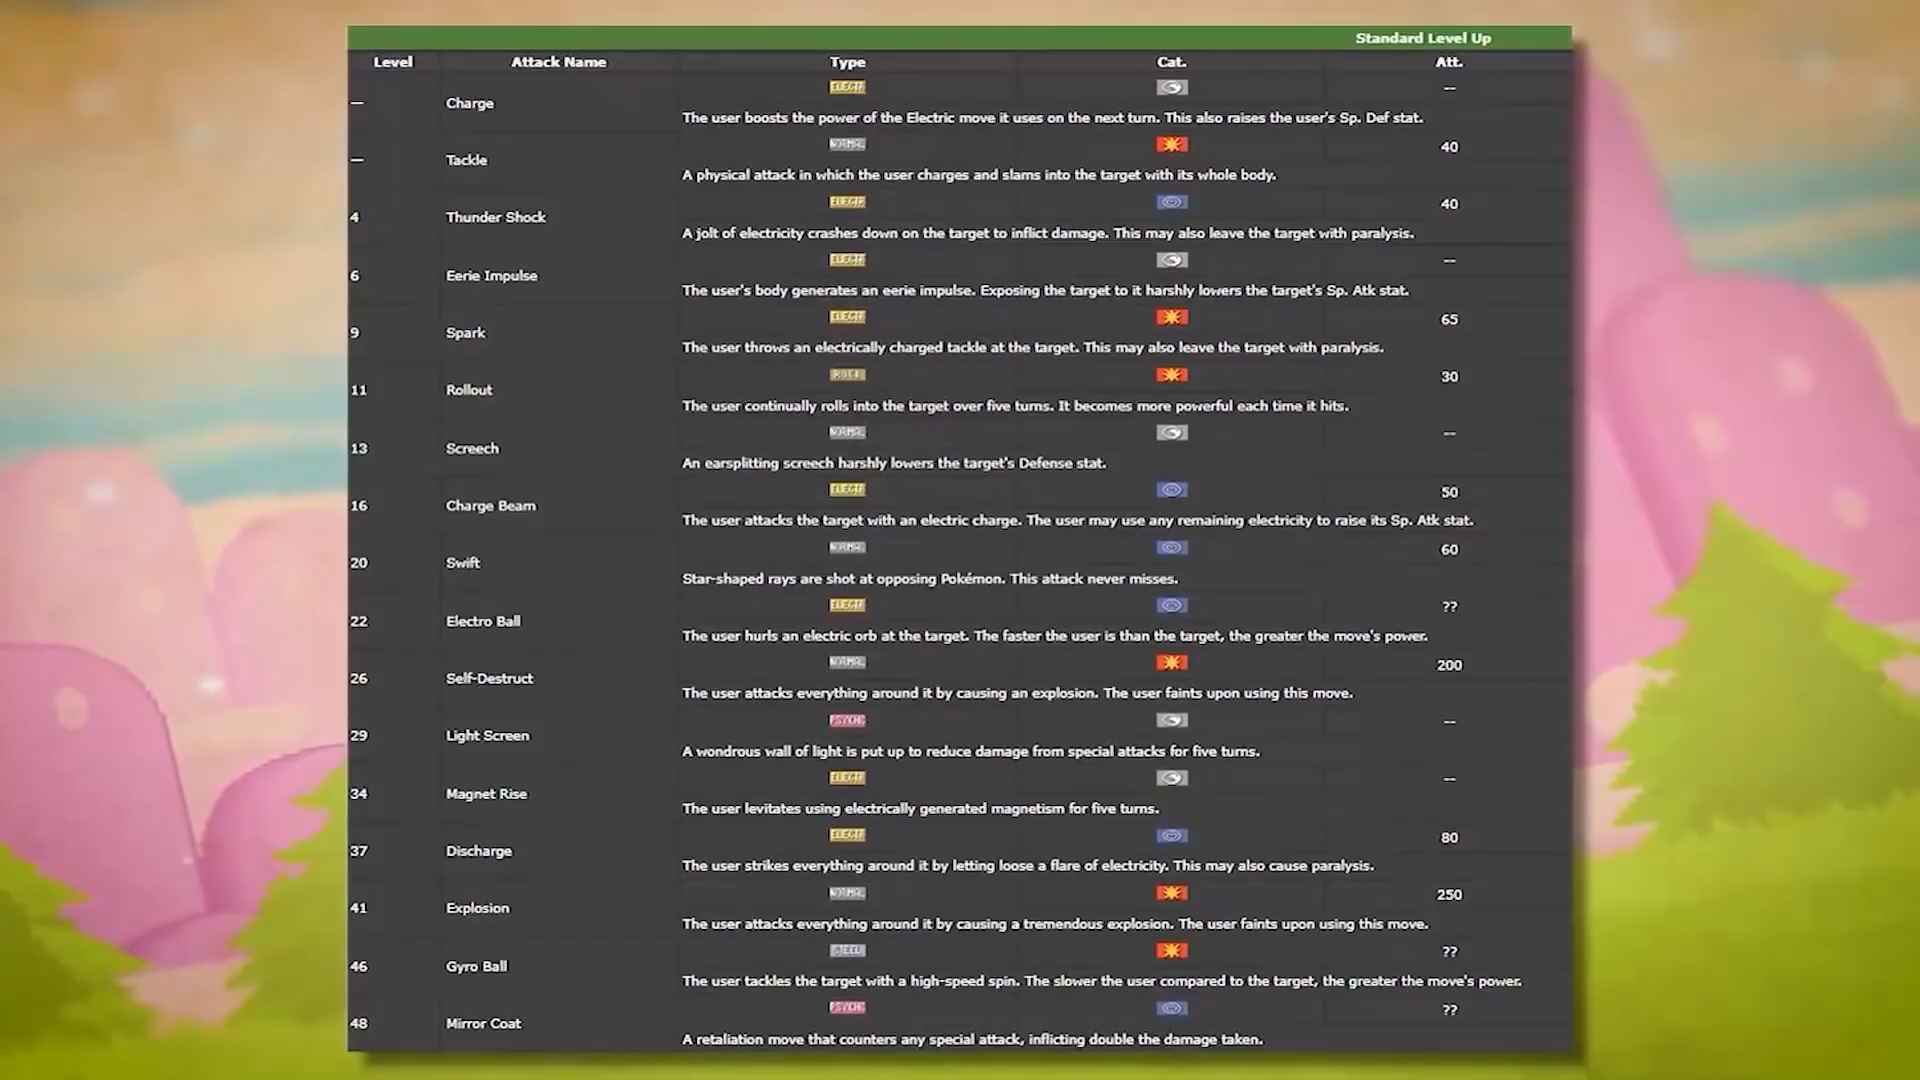 Standard Level Up
Level Attack Name Type Cat. Att.
— Charge ELECTR --
The user boosts the power of the Electric move it uses on the next turn. This also raises the user's Sp. Def stat.
— Tackle NORMAL 40
A physical attack in which the user charges and slams into the target with its whole body.
4 Thunder Shock ELECTR 40
A jolt of electricity crashes down on the target to inflict damage. This may also leave the target with paralysis.
6 Eerie Impulse ELECTR --
The user's body generates an eerie impulse. Exposing the target to it harshly lowers the target's Sp. Atk stat.
9 Spark ELECTR 65
The user throws an electrically charged tackle at the target. This may also leave the target with paralysis.
11 Rollout ROCK 30
The user continually rolls into the target over five turns. It becomes more powerful each time it hits.
13 Screech NORMAL --
An earsplitting screech harshly lowers the target's Defense stat.
16 Charge Beam ELECTR 50
The user attacks the target with an electric charge. The user may use any remaining electricity to raise its Sp. Atk stat.
20 Swift NORMAL 60
Star-shaped rays are shot at opposing Pokémon. This attack never misses.
22 Electro Ball ELECTR ??
The user hurls an electric orb at the target. The faster the user is than the target, the greater the move's power.
26 Self-Destruct NORMAL 200
The user attacks everything around it by causing an explosion. The user faints upon using this move.
29 Light Screen PSYCHC --
A wondrous wall of light is put up to reduce damage from special attacks for five turns.
34 Magnet Rise ELECTR --
The user levitates using electrically generated magnetism for five turns.
37 Discharge ELECTR 80
The user strikes everything around it by letting loose a flare of electricity. This may also cause paralysis.
41 Explosion NORMAL 250
The user attacks everything around it by causing a tremendous explosion. The user faints upon using this move.
46 Gyro Ball STEEL ??
The user tackles the target with a high-speed spin. The slower the user compared to the target, the greater the move's power.
48 Mirror Coat PSYCHC ??
A retaliation move that counters any special attack, inflicting double the damage taken.